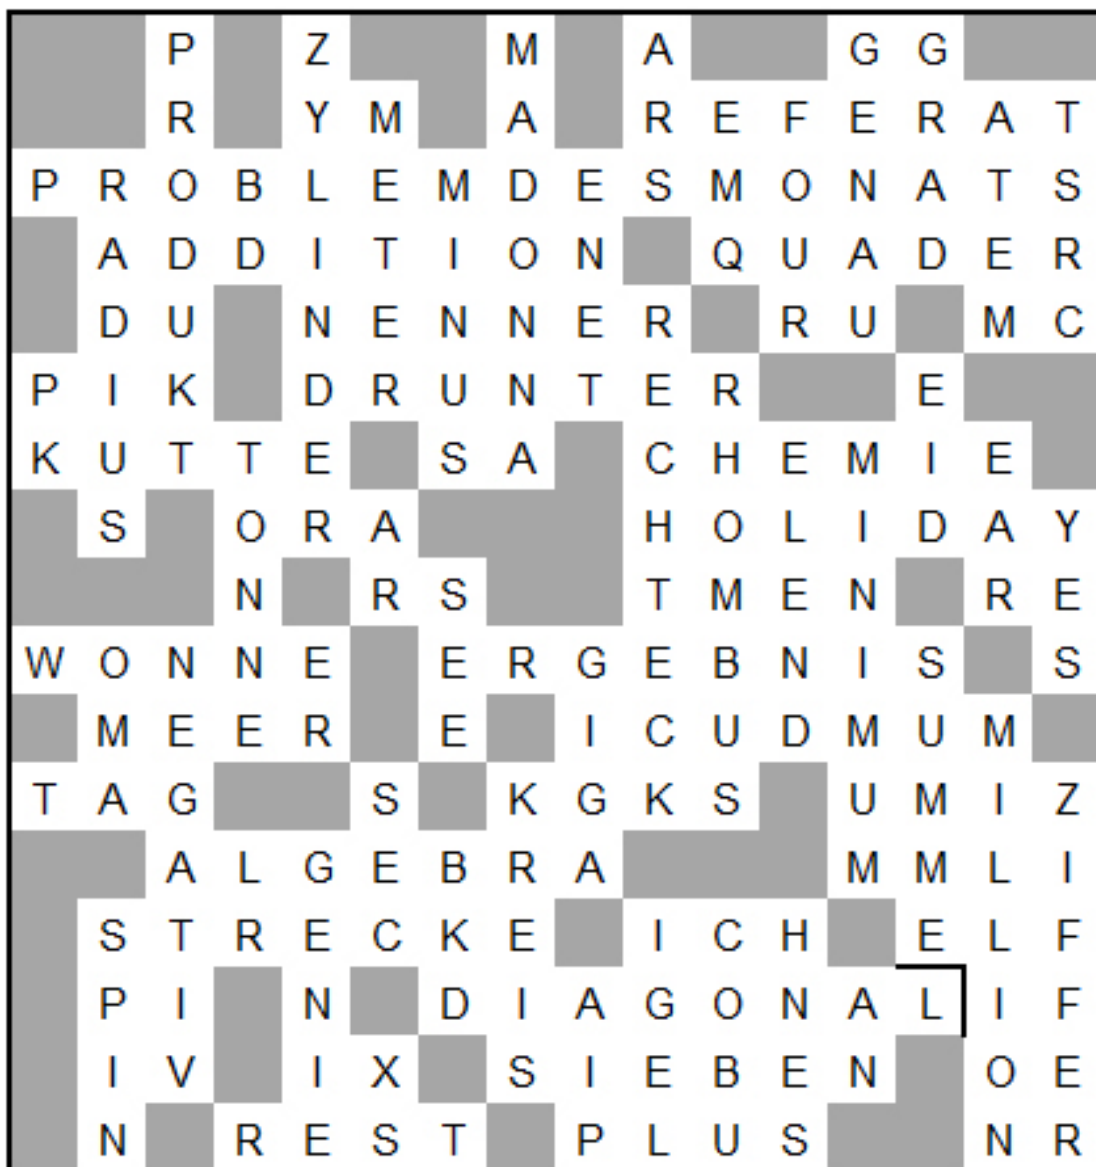 P Z M A G G
R Y M A R E F E R A T
P R O B L E M D E S M O N A T S
A D D I T I O N Q U A D E R
D U N E N N E R R U M C
P I K D R U N T E R E
K U T T E S A C H E M I E
S O R A H O L I D A Y
N R S T M E N R E
W O N N E E R G E B N I S S
M E E R E I C U D M U M
T A G S K G K S U M I Z
A L G E B R A M M L I
S T R E C K E I C H E L F
P I N D I A G O N A L I F
I V I X S I E B E N O E
N R E S T P L U S N R